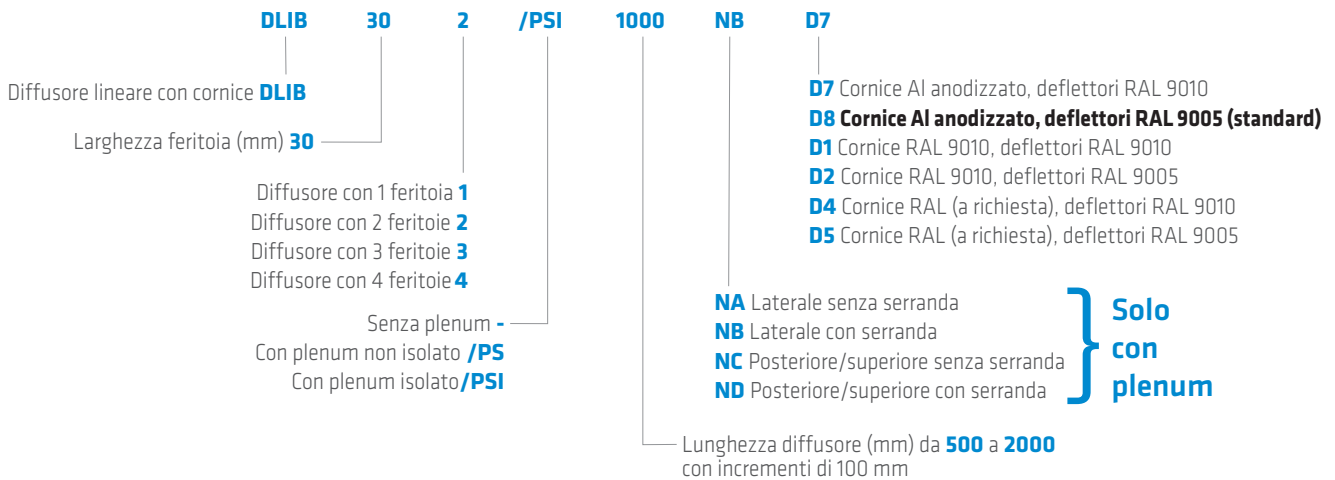 DLIB 30 2 /PSI 1000 NB D7
Diffusore lineare con cornice DLIB
Larghezza feritoia (mm) 30
Diffusore con 1 feritoia 1
Diffusore con 2 feritoie 2
Diffusore con 3 feritoie 3
Diffusore con 4 feritoie 4
Senza plenum -
Con plenum non isolato /PS
Con plenum isolato/PSI
D7 Cornice Al anodizzato, deflettori RAL 9010
D8 Cornice Al anodizzato, deflettori RAL 9005 (standard)
D1 Cornice RAL 9010, deflettori RAL 9010
D2 Cornice RAL 9010, deflettori RAL 9005
D4 Cornice RAL (a richiesta), deflettori RAL 9010
D5 Cornice RAL (a richiesta), deflettori RAL 9005
NA Laterale senza serranda
NB Laterale con serranda
NC Posteriore/superiore senza serranda
ND Posteriore/superiore con serranda
Solo
con
plenum
Lunghezza diffusore (mm) da 500 a 2000
con incrementi di 100 mm